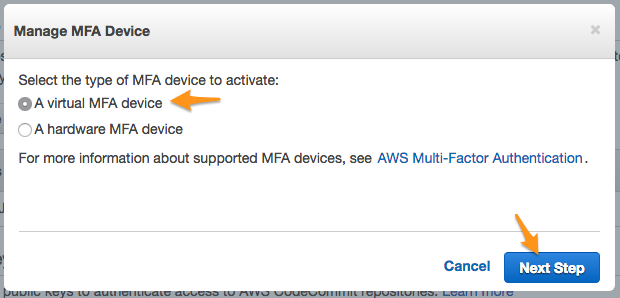 Manage MFA Device
Select the type of MFA device to activate:
A virtual MFA device
A hardware MFA device
For more information about supported MFA devices, see AWS Multi-Factor Authentication.
Cancel
Next Step
public keys to authenticate access to AWS CodeCommit repositories. Learn more